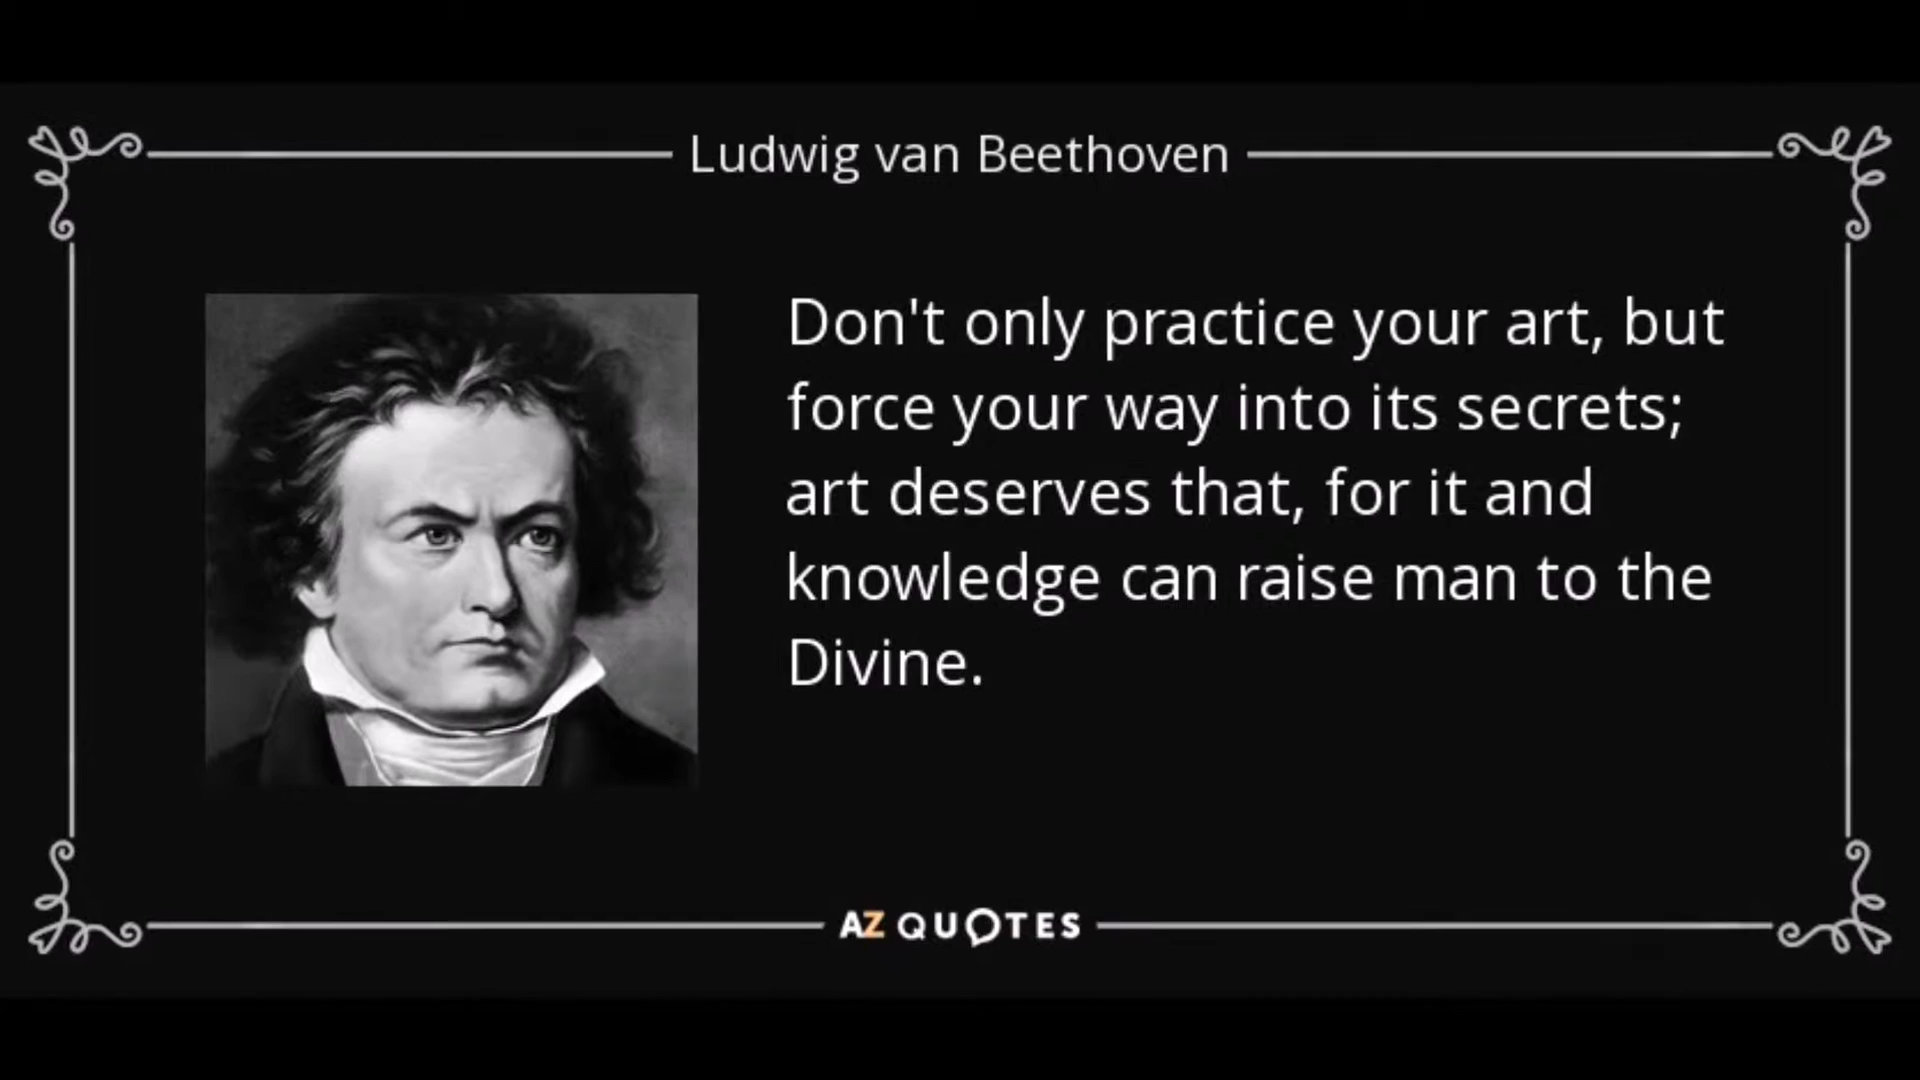 Ludwig van Beethoven
Don't only practice your art, but
force your way into its secrets;
art deserves that, for it and
knowledge can raise man to the
Divine.
AZ QUOTES